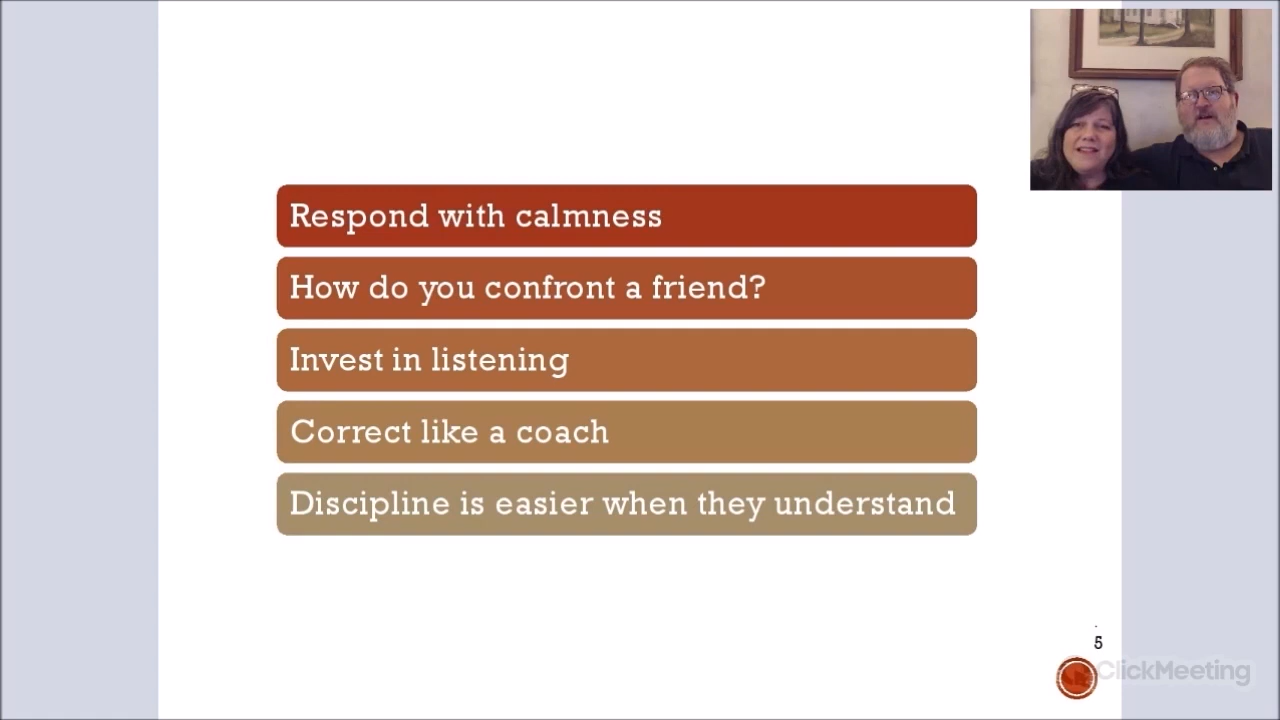 Respond with calmness
How do you confront a friend?
Invest in listening
Correct like a coach
Discipline is easier when they understand
5
ClickMeeting